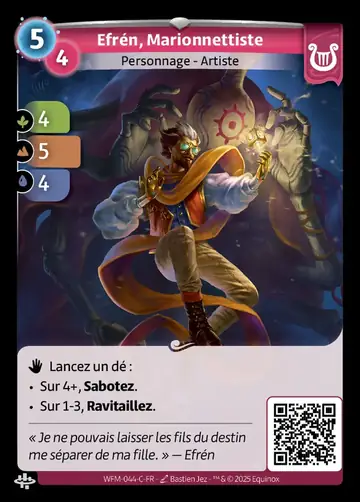 5
4
Efrén, Marionnettiste
Personnage - Artiste
4
5
4
Lancez un dé :
• Sur 4+, Sabotez.
• Sur 1-3, Ravitaillez.
« Je ne pouvais laisser les fils du destin
me séparer de ma fille. » — Efrén
WFM-044-C-FR - Bastien Jez - ™ & © 2025 Equinox